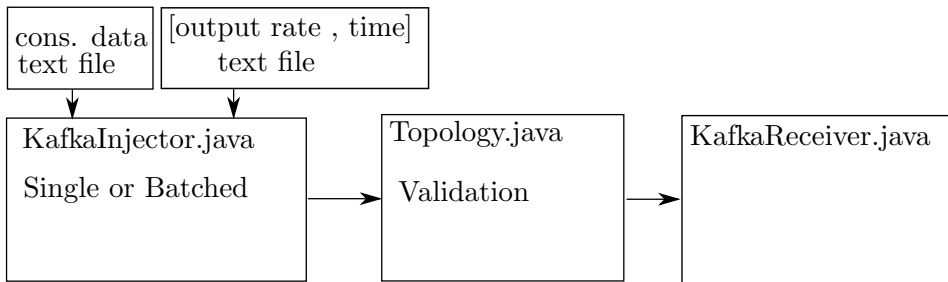 cons. data
text file
[output rate , time]
text file
KafkaInjector.java
Single or Batched
Topology.java
Validation
KafkaReceiver.java